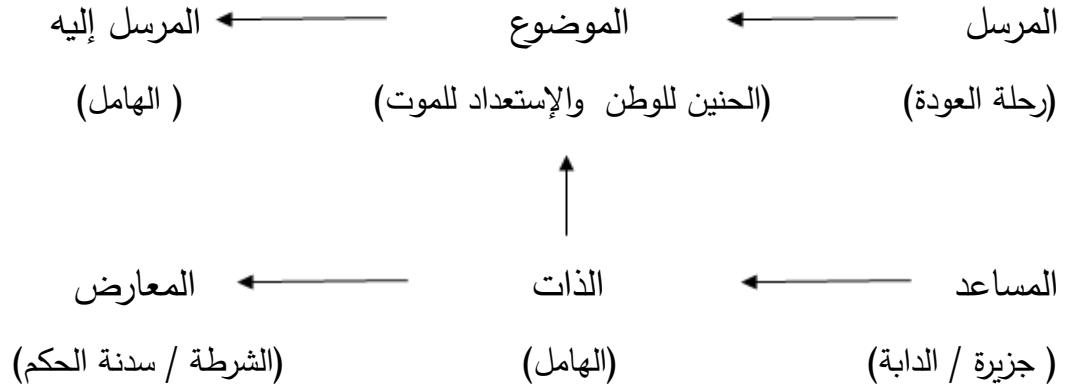 المرسل الموضوع المرسل إليه
(رحلة العودة) (الحنين للوطن والإستعداد للموت) ( الهامل)
المساعد الذات المعارض
( جزيرة / الدابة) (الهامل) (الشرطة / سدنة الحكم)